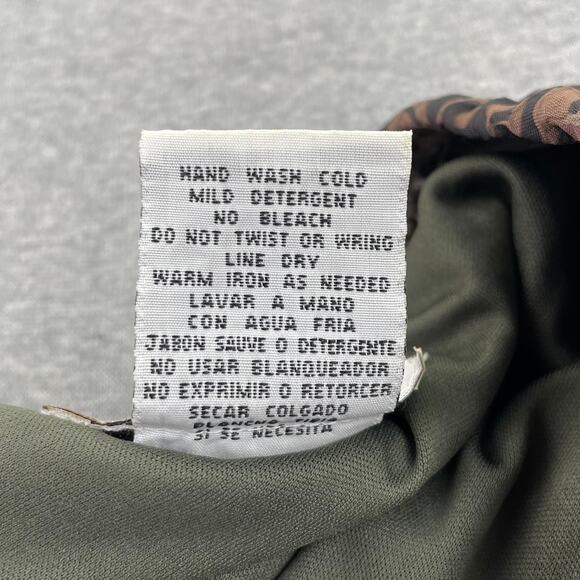 HAND WASH COLD
MILD DETERGENT
NO BLEACH
DO NOT TWIST OR WRING
LINE DRY
WARM IRON AS NEEDED
LAVAR A MANO
CON AGUA FRIA
JABON SAUVE O DETERGENTE
NO USAR BLANQUEADOR
NO EXPRIMIR O RETORCER
SECAR COLGADO
SI SE NECESITA